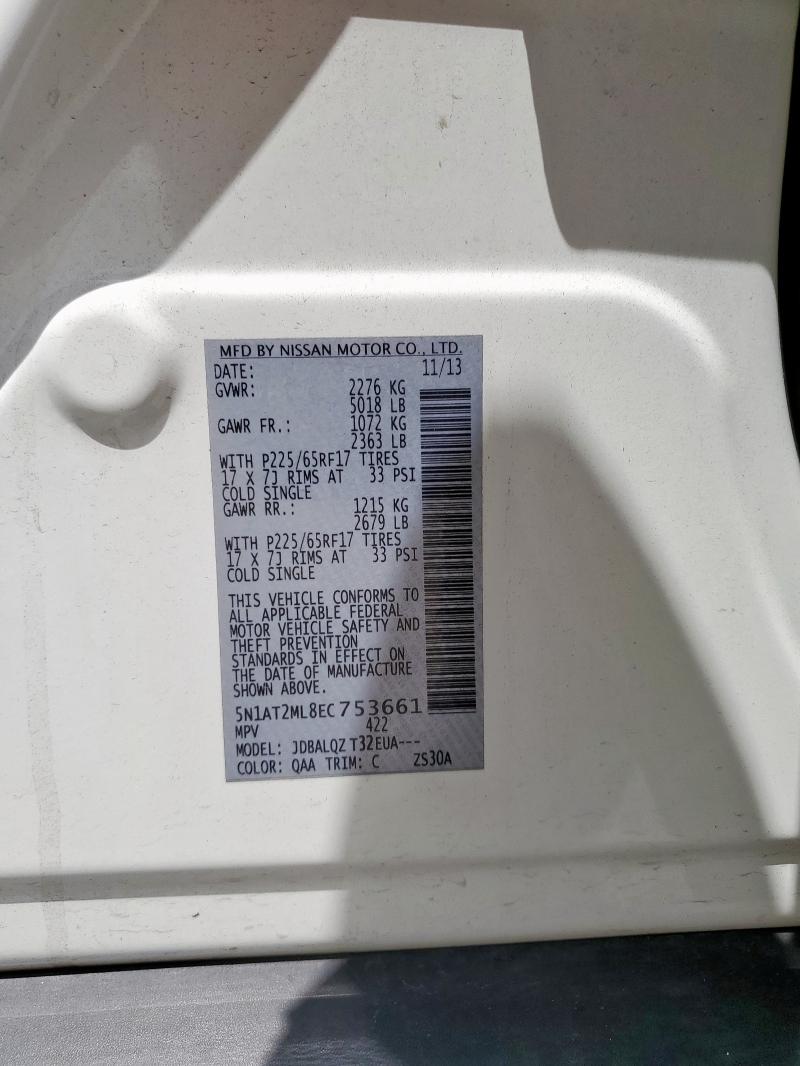 MFD BY NISSAN MOTOR CO., LTD.
DATE: 11/13
GVWR: 2276 KG
5018 LB
GAWR FR.: 1072 KG
2363 LB
WITH P225/65RF17 TIRES
17 X 7J RIMS AT 33 PSI
COLD SINGLE
GAWR RR.: 1215 KG
2679 LB
WITH P225/65RF17 TIRES
17 X 7J RIMS AT 33 PSI
COLD SINGLE
THIS VEHICLE CONFORMS TO
ALL APPLICABLE FEDERAL
MOTOR VEHICLE SAFETY AND
THEFT PREVENTION
STANDARDS IN EFFECT ON
THE DATE OF MANUFACTURE
SHOWN ABOVE.
5N1AT2ML8EC753661
MPV 422
MODEL: JDBALQZ T32EUA---
COLOR: QAA TRIM: C ZS30A